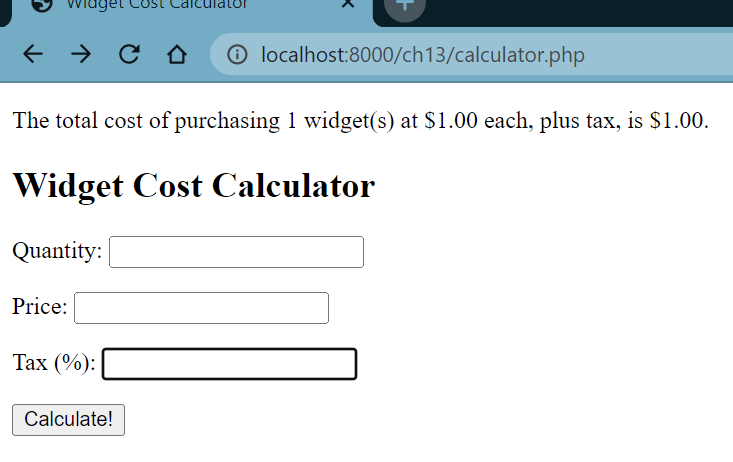 Widget Cost Calculator
localhost:8000/ch13/calculator.php
The total cost of purchasing 1 widget(s) at $1.00 each, plus tax, is $1.00.
Widget Cost Calculator
Quantity:
Price:
Tax (%):
Calculate!